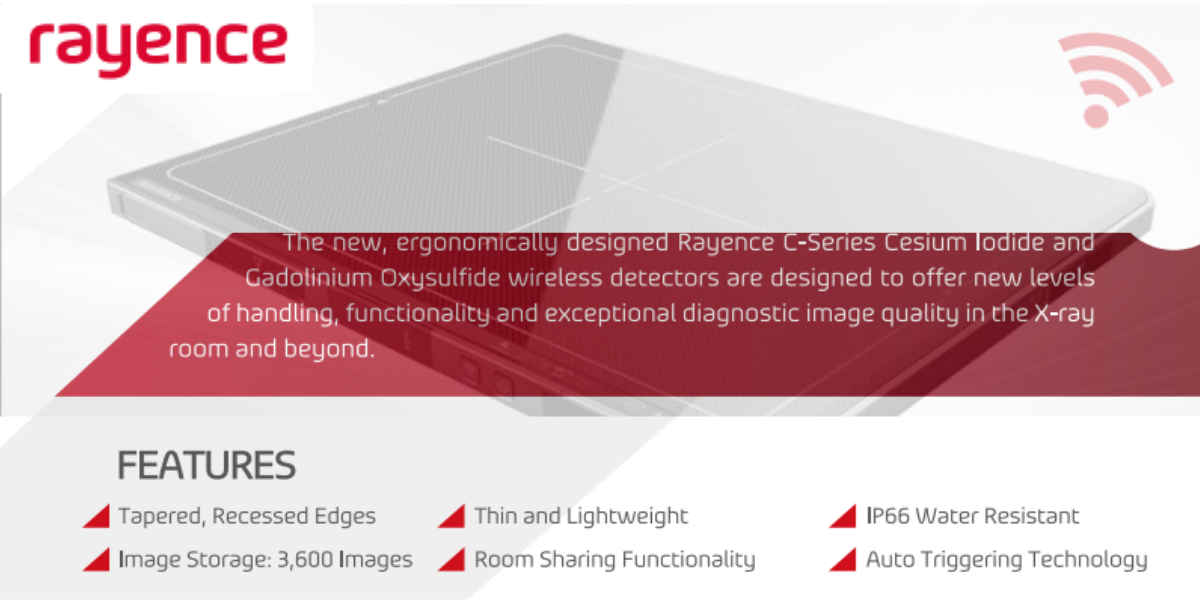 rayence
The new, ergonomically designed Rayence C-Series Cesium Iodide and
Gadolinium Oxysulfide wireless detectors are designed to offer new levels
of handling, functionality and exceptional diagnostic image quality in the X-ray
room and beyond.
FEATURES
Tapered, Recessed Edges
Thin and Lightweight
IP66 Water Resistant
Image Storage: 3,600 Images
Room Sharing Functionality
Auto Triggering Technology